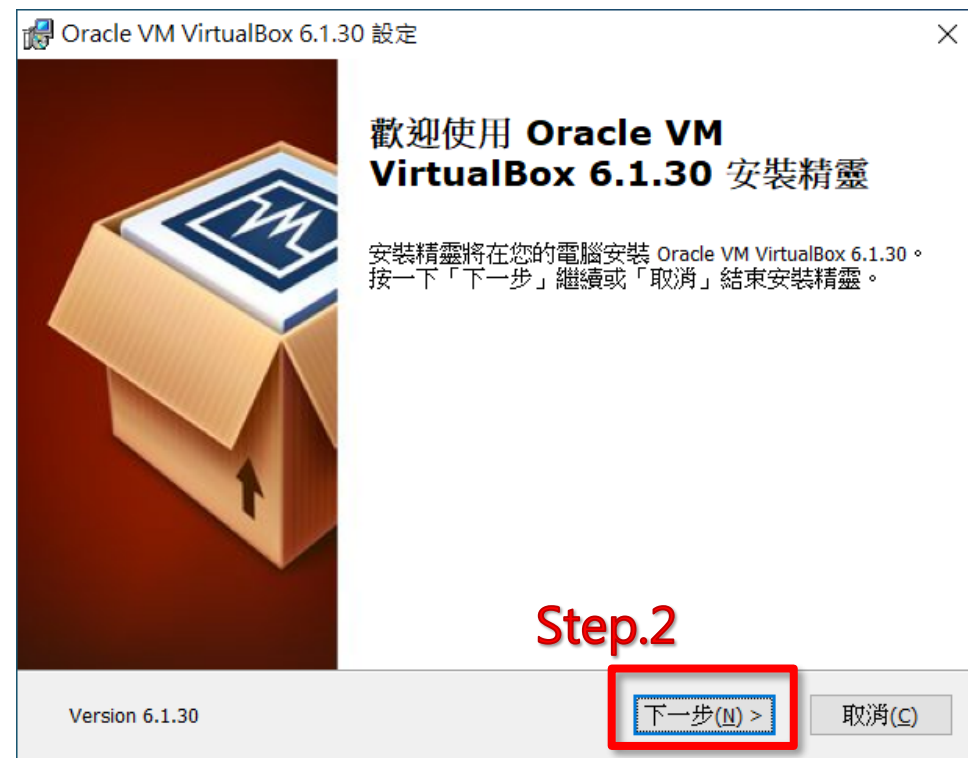 Oracle VM VirtualBox 6.1.30 設定
歡迎使用 Oracle VM
VirtualBox 6.1.30 安裝精靈
安裝精靈將在您的電腦安裝 Oracle VM VirtualBox 6.1.30。
按一下「下一步」繼續或「取消」結束安裝精靈。
Step.2
Version 6.1.30
下一步(N) >
取消(C)